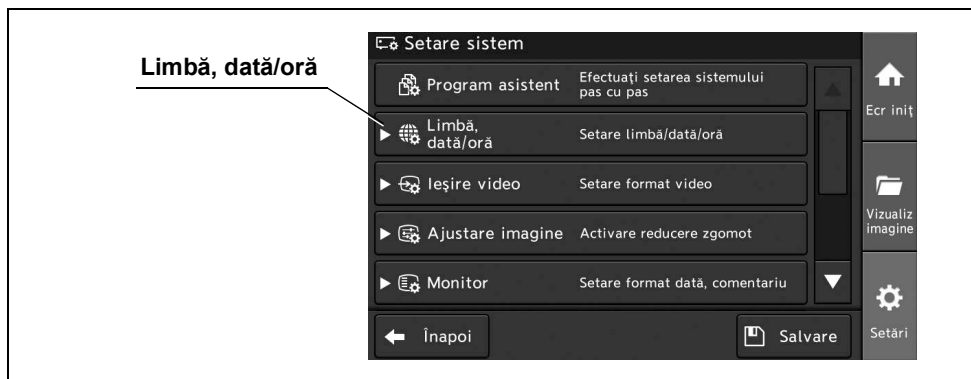 Limbă, dată/oră
Setare sistem
Program asistent
Efectuați setarea sistemului
pas cu pas
Limbă,
dată/oră
Setare limbă/dată/oră
Ieşire video
Setare format video
Ajustare imagine
Activare reducere zgomot
Monitor
Setare format dată, comentariu
Înapoi
Salvare
Ecr iniţ
Vizualiz
imagine
Setări